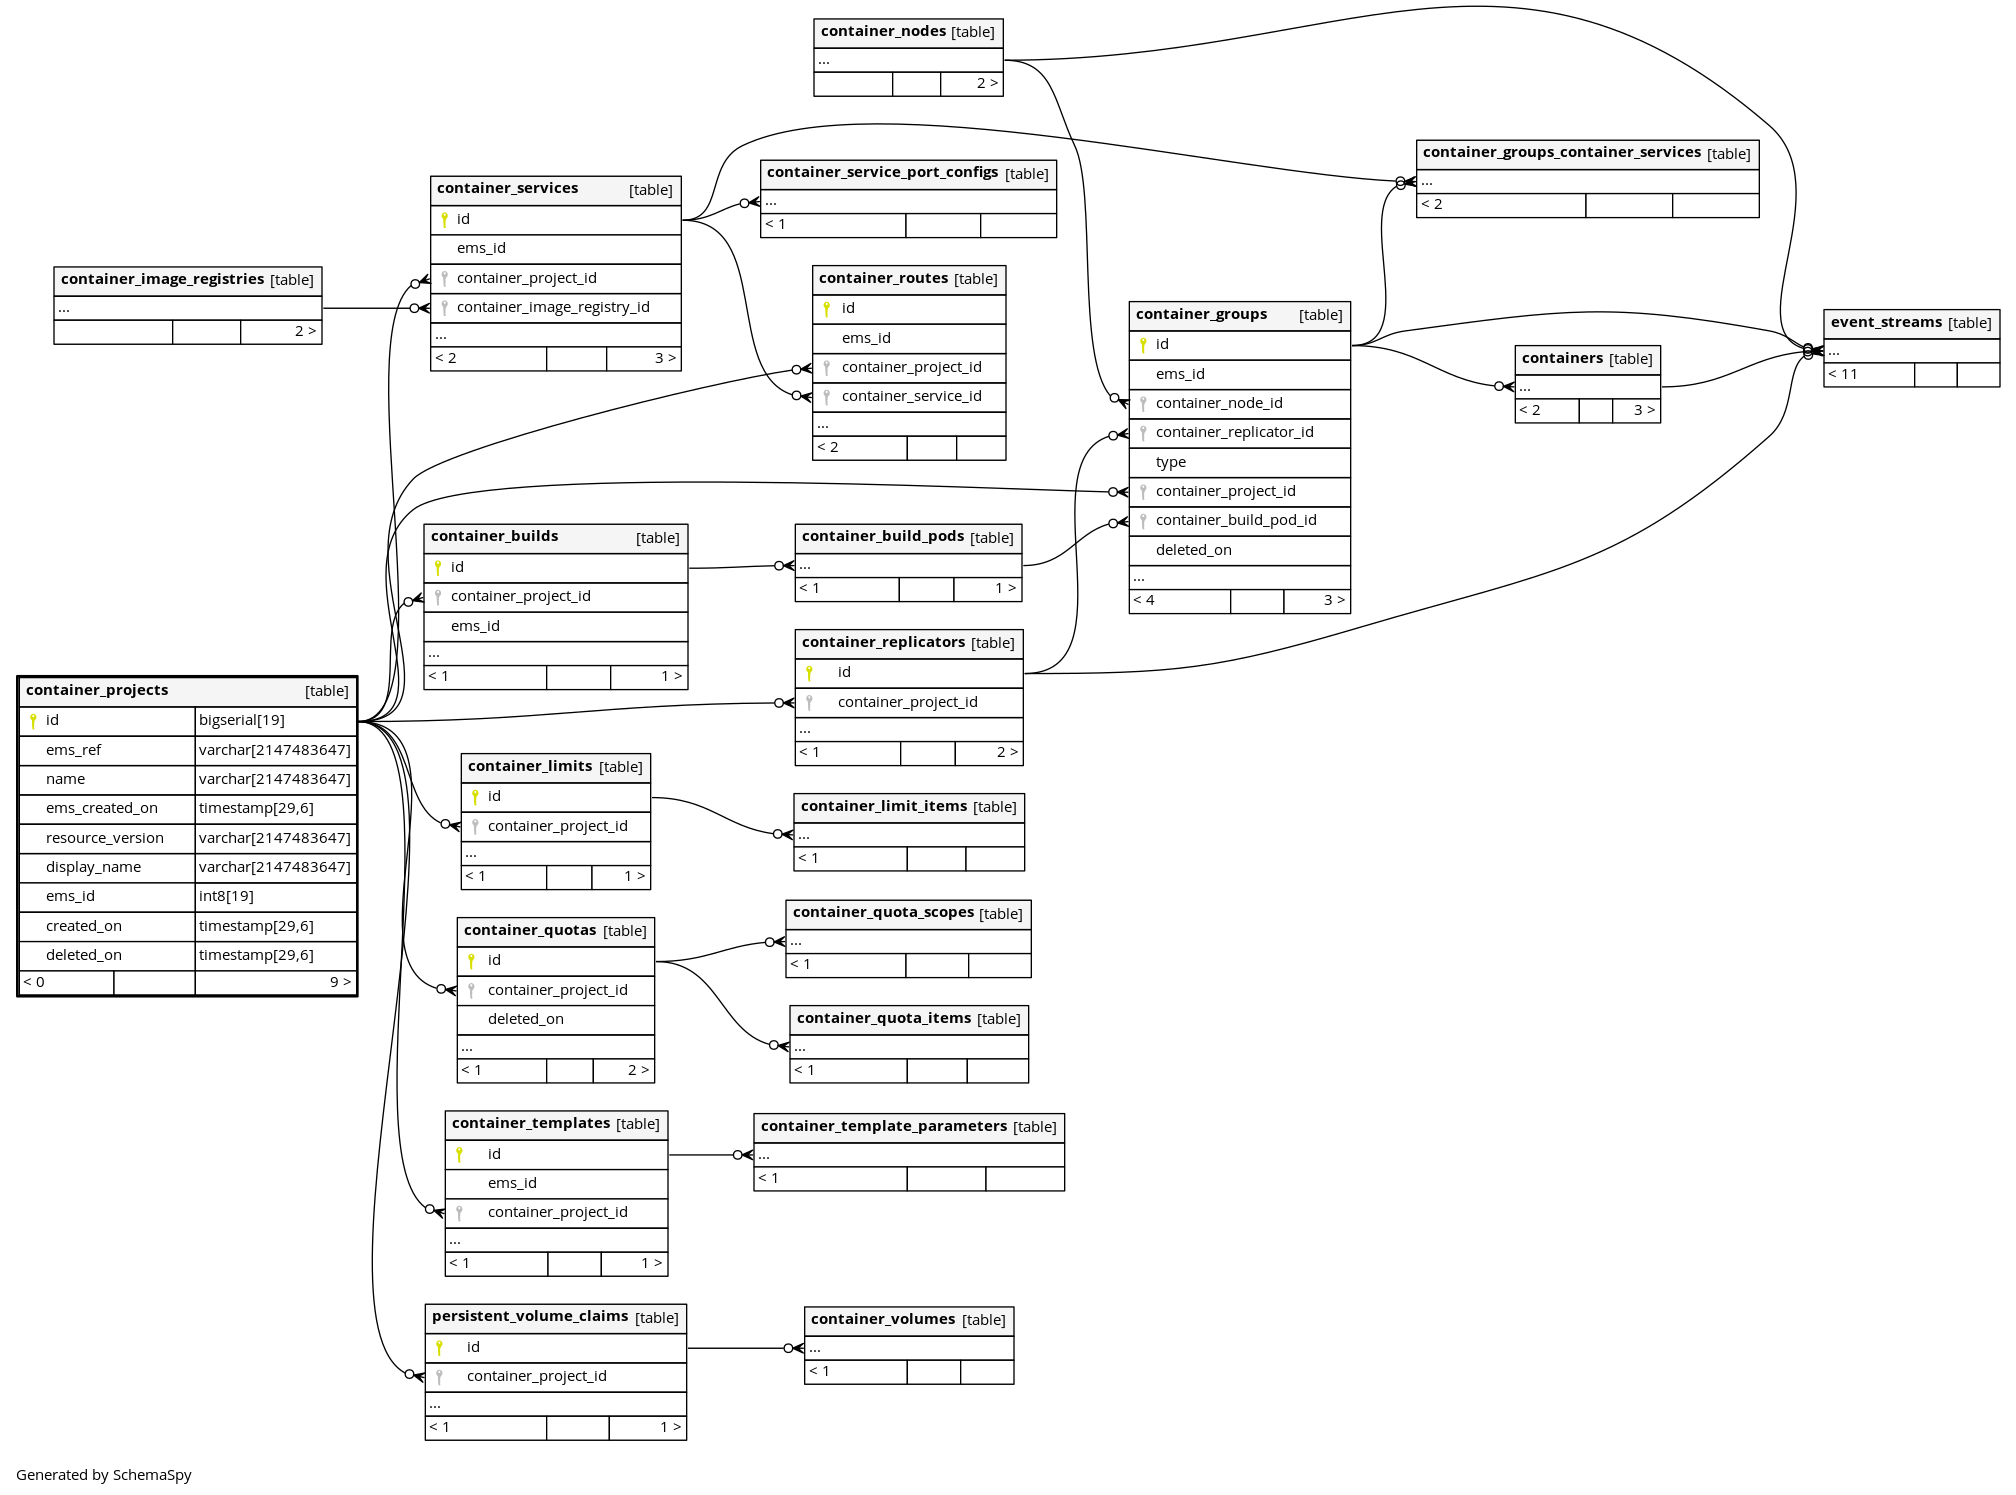 container_nodes [table]
...
2 >
container_groups_container_services [table]
...
< 2
container_service_port_configs [table]
...
< 1
container_services [table]
id
ems_id
container_project_id
container_image_registry_id
...
< 2 3 >
container_image_registries [table]
...
2 >
container_routes [table]
id
ems_id
container_project_id
container_service_id
...
< 2
container_groups [table]
id
ems_id
container_node_id
container_replicator_id
type
container_project_id
container_build_pod_id
deleted_on
...
< 4 3 >
containers [table]
...
< 2 3 >
event_streams [table]
...
< 11
container_builds [table]
id
container_project_id
ems_id
...
< 1 1 >
container_build_pods [table]
...
< 1 1 >
container_replicators [table]
id
container_project_id
...
< 1 2 >
container_projects [table]
id bigserial[19]
ems_ref varchar[2147483647]
name varchar[2147483647]
ems_created_on timestamp[29,6]
resource_version varchar[2147483647]
display_name varchar[2147483647]
ems_id int8[19]
created_on timestamp[29,6]
deleted_on timestamp[29,6]
< 0 9 >
container_limits [table]
id
container_project_id
...
< 1 1 >
container_limit_items [table]
...
< 1
container_quotas [table]
id
container_project_id
deleted_on
...
< 1 2 >
container_quota_scopes [table]
...
< 1
container_quota_items [table]
...
< 1
container_templates [table]
id
ems_id
container_project_id
...
< 1 1 >
container_template_parameters [table]
...
< 1
persistent_volume_claims [table]
id
container_project_id
...
< 1 1 >
container_volumes [table]
...
< 1
Generated by SchemaSpy